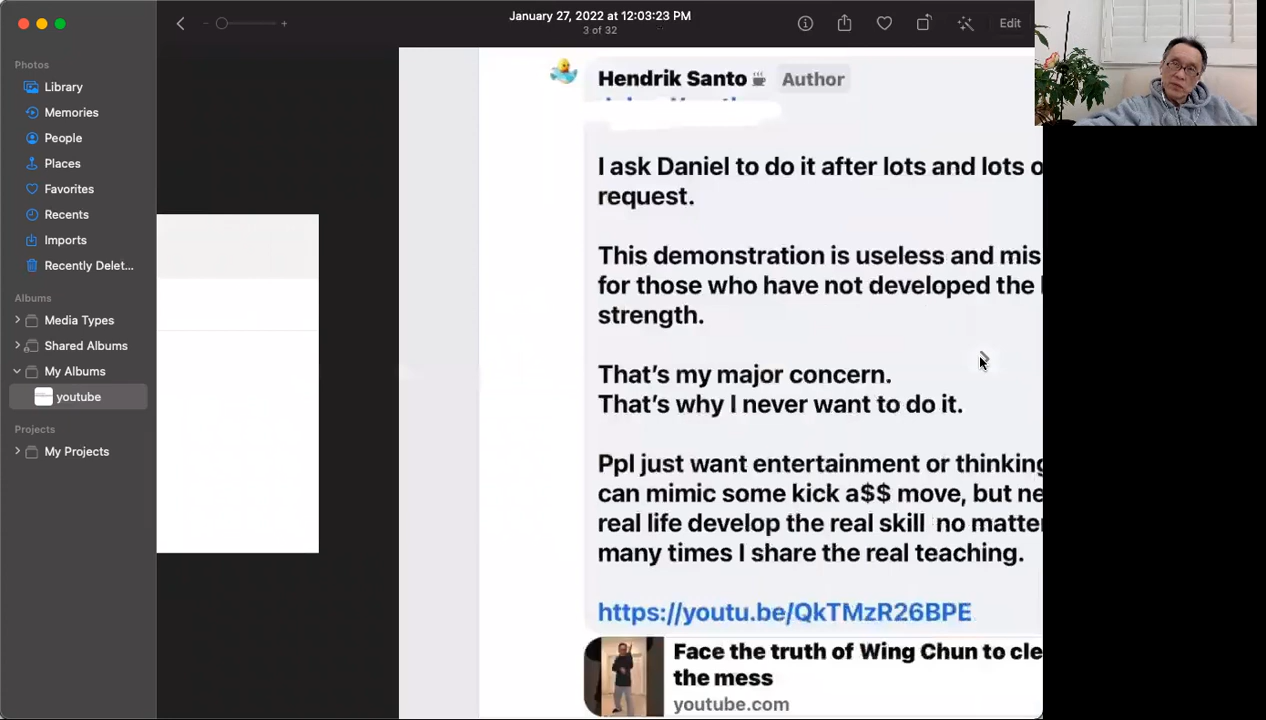 January 27, 2022 at 12:03:23 PM
3 of 32
Edit
Photos
Library
Memories
People
Places
Favorites
Recents
Imports
Recently Delet...
Albums
Media Types
Shared Albums
My Albums
youtube
Projects
My Projects
Hendrik Santo Author
I ask Daniel to do it after lots and lots
request.
This demonstration is useless and
for those who have not developed the
strength.
That's my major concern.
That's why I never want to do it.
Ppl just want entertainment or thinking
can mimic some kick a$$ move, but
real life develop the real skill no matter
many times I share the real teaching.
https://youtu.be/QkTMzR26BPE
Face the truth of Wing Chun to
the mess
youtube.com